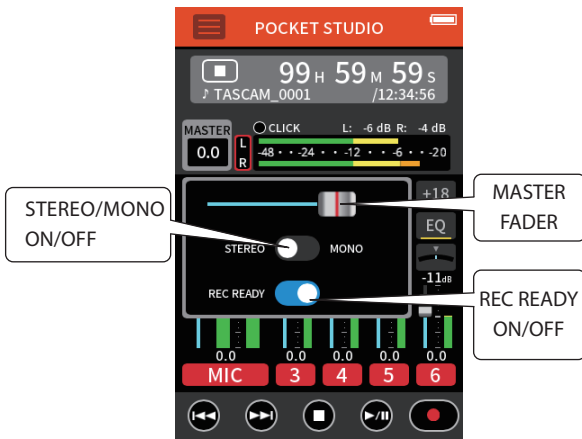 POCKET STUDIO
99 H 59 M 59 S
♪ TASCAM_0001 /12:34:56
MASTER
0.0
L
R
CLICK L: -6 dB R: -4 dB
-48 · · -24 · · -12 · · -6 · · -20
STEREO/MONO
ON/OFF
MASTER
FADER
+18
EQ
STEREO MONO
-11dB
REC READY
REC READY
ON/OFF
0.0 0.0 0.0 0.0 0.0
MIC 3 4 5 6